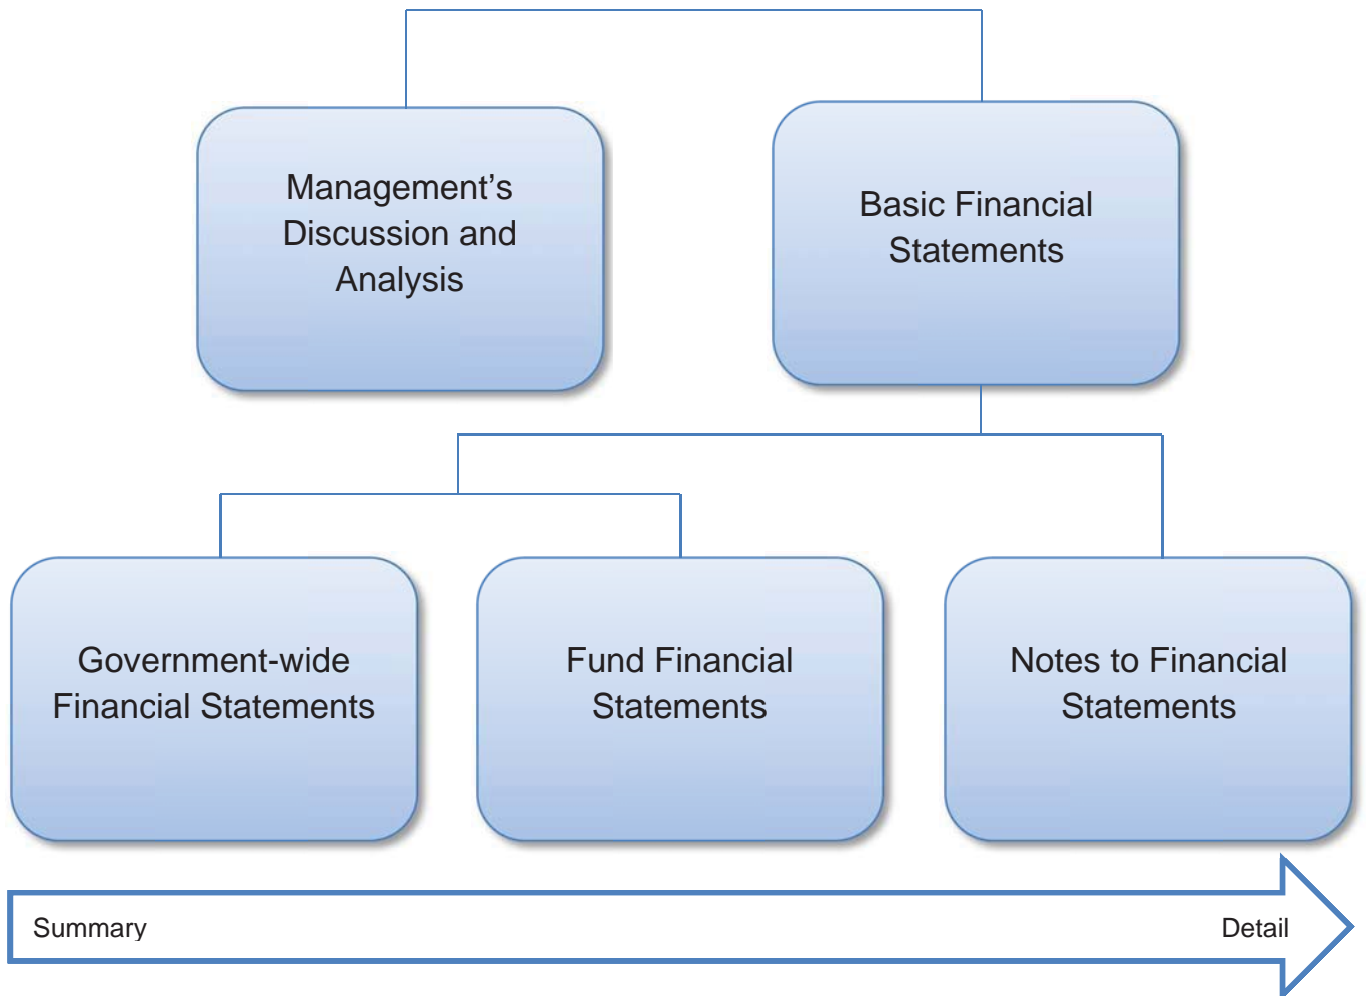 Management’s
Discussion and
Analysis
Basic Financial
Statements
Government-wide
Financial Statements
Fund Financial
Statements
Notes to Financial
Statements
Summary
Detail